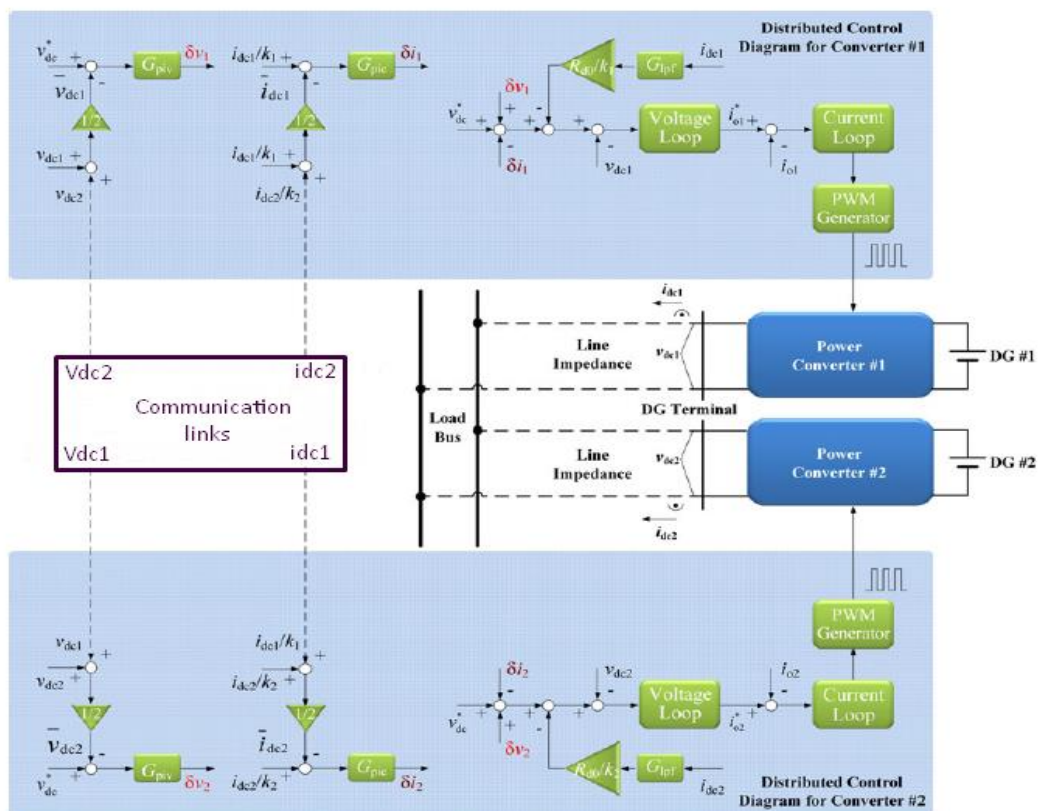 Distributed Control
Diagram for Converter #1
v*dc + - Gpiv δv1
v̄dc1
1/2
vdc1 +
+
vdc2
idc1/k1 + - Gpic δi1
īdc1
1/2
idc1/k1 +
+
idc2/k2
Rd0/k1 Glpf idc1
δv1
+ -
v*dc + + + Voltage Loop i*o1 + Current Loop
- - -
δi1 vdc1 io1
PWM
Generator
idc1
Vdc2 idc2
Communication
links
Vdc1 idc1
Load
Bus
Line
Impedance
vdc1
Power
Converter #1
DG #1
DG Terminal
Line
Impedance
vdc2
Power
Converter #2
DG #2
idc2
PWM
Generator
vdc1
+
vdc2 +
1/2
v̄dc2
-
v*dc + Gpiv δv2
idc1/k1
+
idc2/k2 +
1/2
īdc2
-
idc2/k2 + Gpic δi2
δi2 vdc2 io2
- - -
v*dc + + + Voltage Loop i*o2 + Current Loop
+ -
δv2
Rd0/k2 Glpf idc2
Distributed Control
Diagram for Converter #2